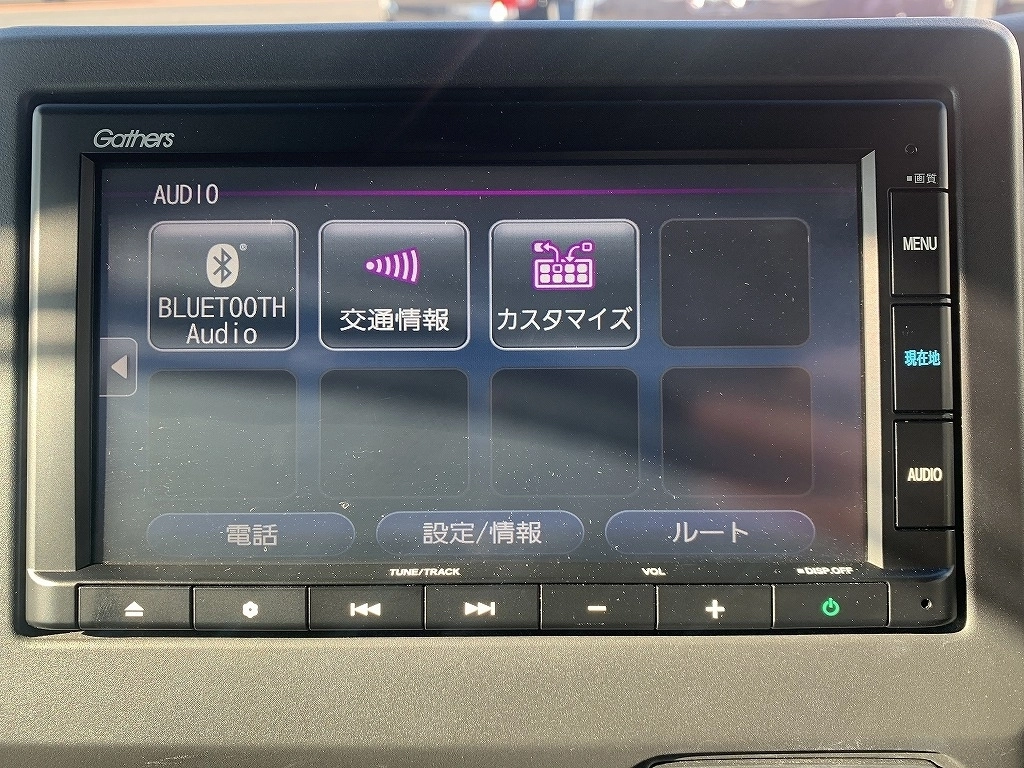 Gathers
■画質
AUDIO
BLUETOOTH
Audio
交通情報
カスタマイズ
MENU
現在地
AUDIO
電話
設定/情報
ルート
TUNE/TRACK
VOL
■DISP.OFF